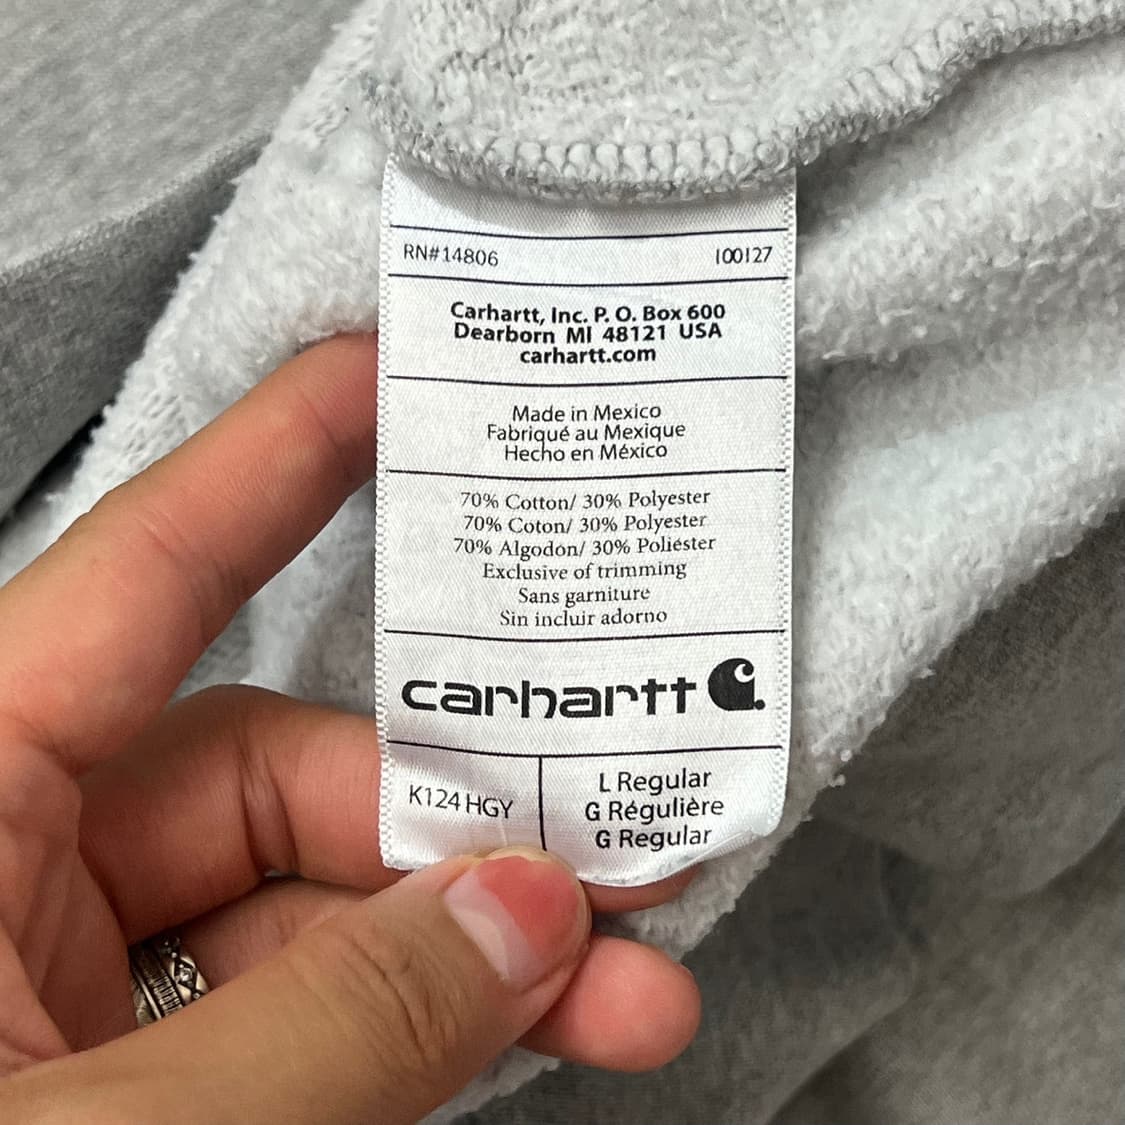 RN#14806 100127
Carhartt, Inc. P. O. Box 600
Dearborn MI 48121 USA
carhartt.com
Made in Mexico
Fabriqué au Mexique
Hecho en México
70% Cotton/ 30% Polyester
70% Coton/ 30% Polyester
70% Algodón/ 30% Poliéster
Exclusive of trimming
Sans garniture
Sin incluir adorno
carhartt
K124 HGY
L Regular
G Régulière
G Regular